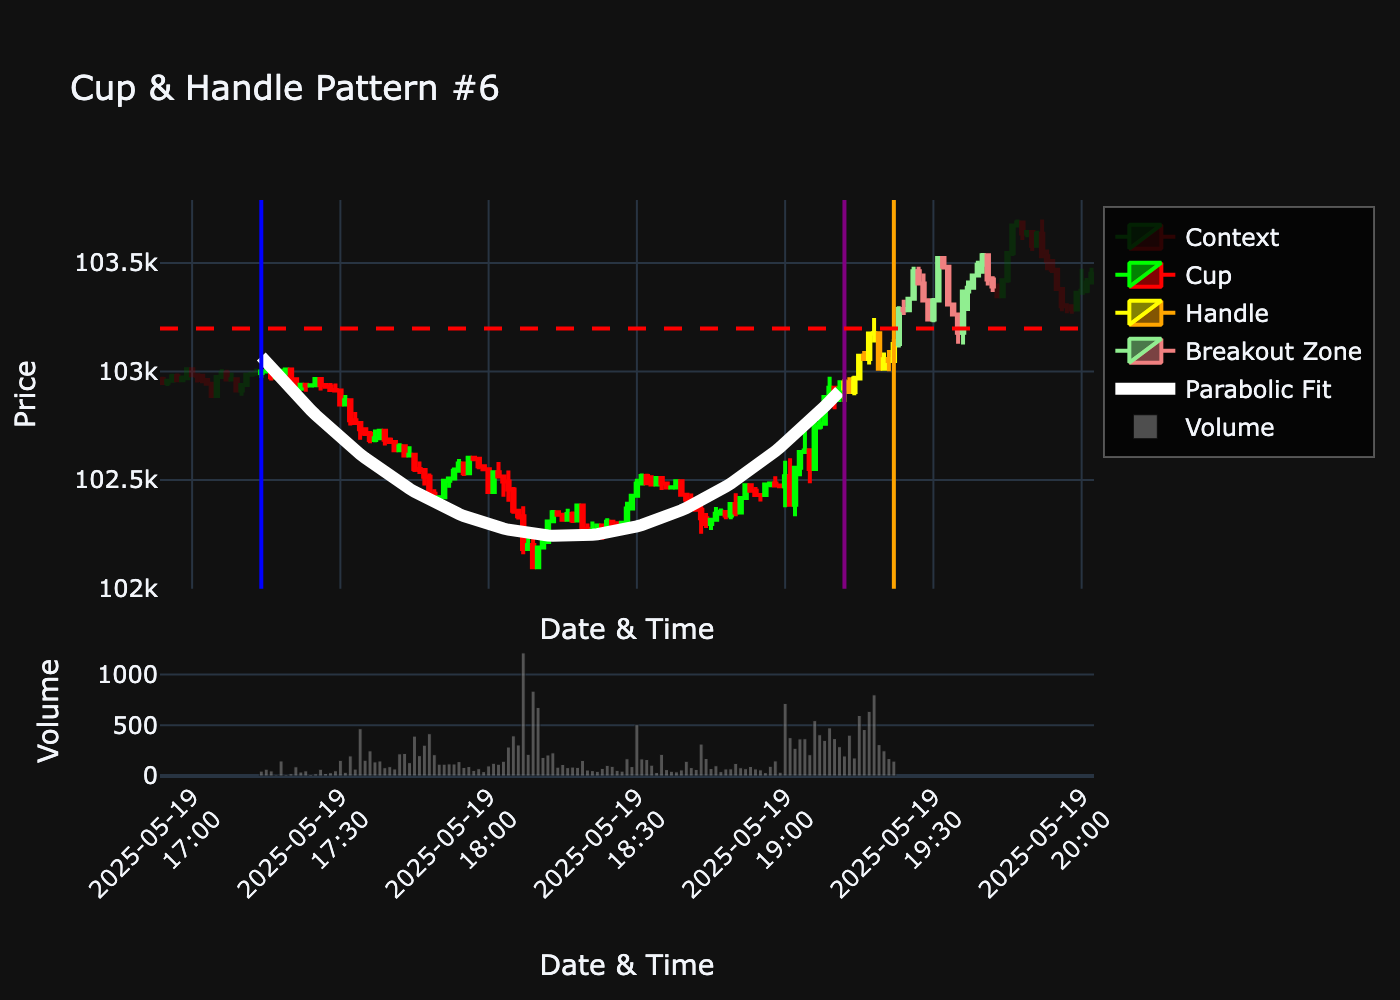 Cup & Handle Pattern #6
Price
103.5k
103k
102.5k
102k
Context
Cup
Handle
Breakout Zone
Parabolic Fit
Volume
Date & Time
Volume
1000
500
0
2025-05-19
17:00
2025-05-19
17:30
2025-05-19
18:00
2025-05-19
18:30
2025-05-19
19:00
2025-05-19
19:30
2025-05-19
20:00
Date & Time